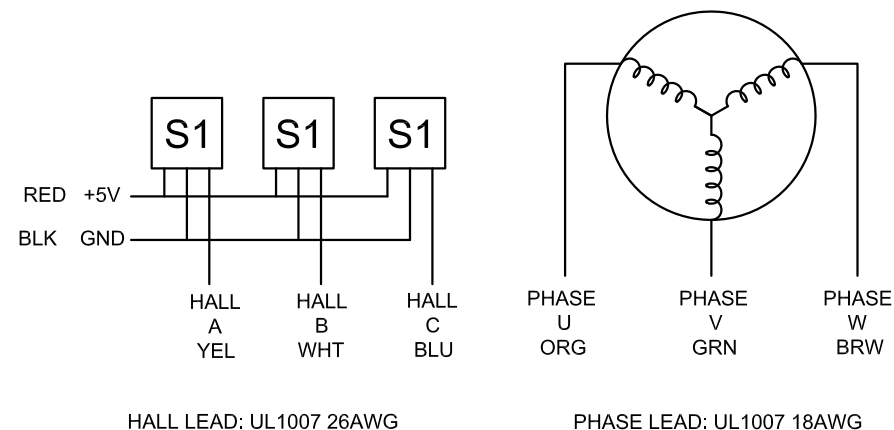 S1 S1 S1
RED +5V
BLK GND
HALL
A
YEL
HALL
B
WHT
HALL
C
BLU
PHASE
U
ORG
PHASE
V
GRN
PHASE
W
BRW
HALL LEAD: UL1007 26AWG
PHASE LEAD: UL1007 18AWG